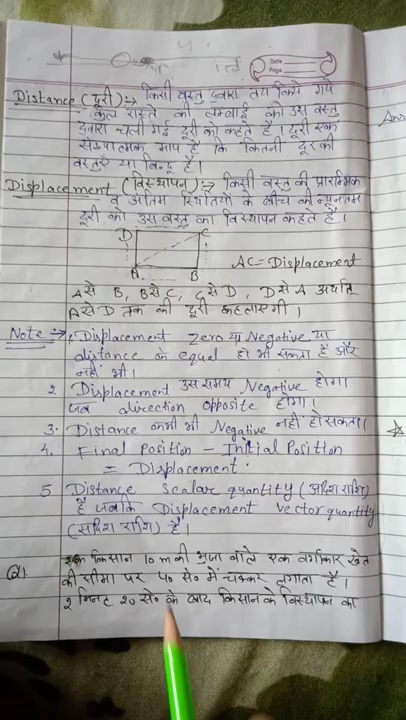 Date
Page
Ans
Distance (दूरी) :→ किसी वस्तु द्वारा तय किये गये
कुल रास्ते की लम्बाई को उस वस्तु
द्वारा चली गई दूरी को कहते हैं। दूरी एक
माप है कि कितनी दूर की
वस्तुएँ या बिन्दु हैं।
Displacement (विस्थापन) :→ किसी वस्तु की प्रारम्भिक
व अंतिम स्थितियों के बीच की न्यूनतम
दूरी को उस वस्तु का विस्थापन कहते हैं।
D C
A B
AC = Displacement
A से B, B से C, C से D, D से A अर्थात्
A से D तक की दूरी कहलाएगी।
Note → 1. Displacement Zero या Negative या
distance के equal हो भी सकता है और
नहीं भी।
2. Displacement उस समय Negative होगा।
जब direction opposite होगा।
3. Distance कभी भी Negative नहीं हो सकता।
4. Final Position – Initial Position
= Displacement.
5 Distance scalar quantity (अदिश राशि)
है जबकि Displacement vector quantity
(सदिश राशि) है।
Q1 एक किसान 10 m की भुजा वाले एक वर्गाकार खेत
की सीमा पर 40 से० में चक्कर लगाता है।
2 मिनट 20 से० के बाद किसान के विस्थापन का